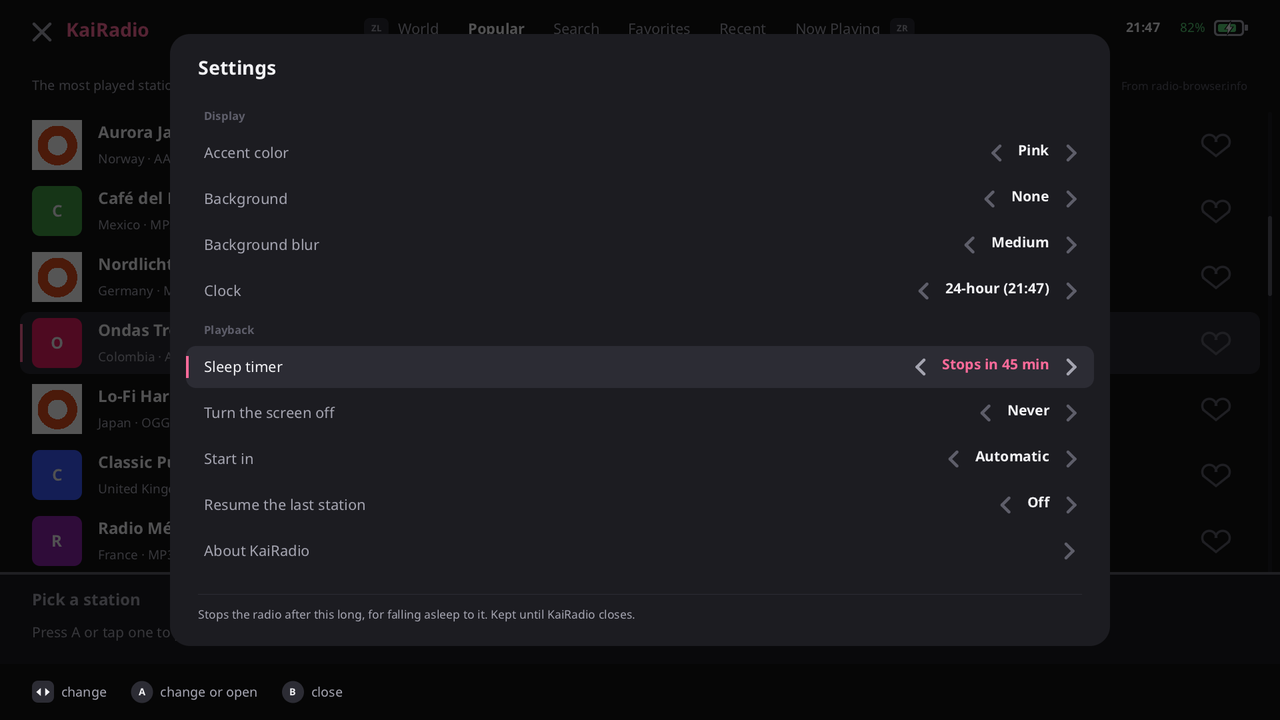 KaiRadio
ZL World Popular Search Favorites Recent Now Playing ZR
21:47 82%
The most played static
From radio-browser.info
Aurora Ja
Norway · AA
Café del
Mexico · MP
Nordlicht
Germany · M
O
Ondas Tr
Colombia · A
Lo-Fi Har
Japan · OGG
C
Classic Pu
United King
R
Radio Mé
France · MP3
C
Settings
Display
Accent color Pink
Background None
Background blur Medium
Clock 24-hour (21:47)
Playback
Sleep timer Stops in 45 min
Turn the screen off Never
Start in Automatic
Resume the last station Off
About KaiRadio
Stops the radio after this long, for falling asleep to it. Kept until KaiRadio closes.
Pick a station
Press A or tap one to
change A change or open B close